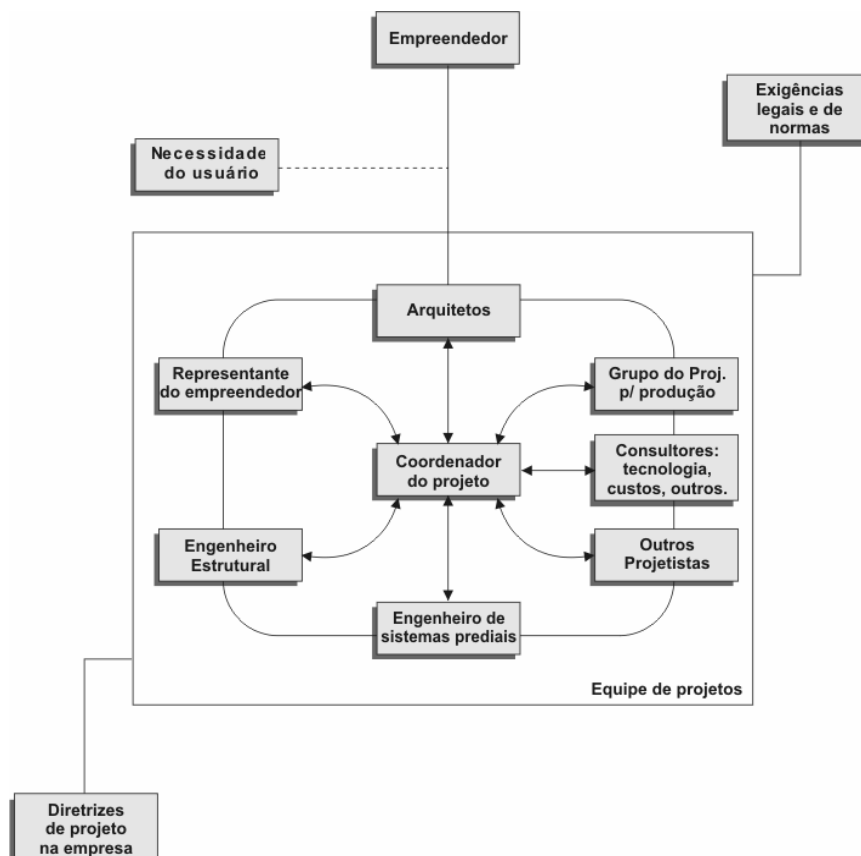 Empreendedor
Exigências
legais e de
normas
Necessidade
do usuário
Arquitetos
Representante
do empreendedor
Grupo do Proj.
p/ produção
Coordenador
do projeto
Consultores:
tecnologia,
custos, outros.
Engenheiro
Estrutural
Outros
Projetistas
Engenheiro de
sistemas prediais
Equipe de projetos
Diretrizes
de projeto
na empresa